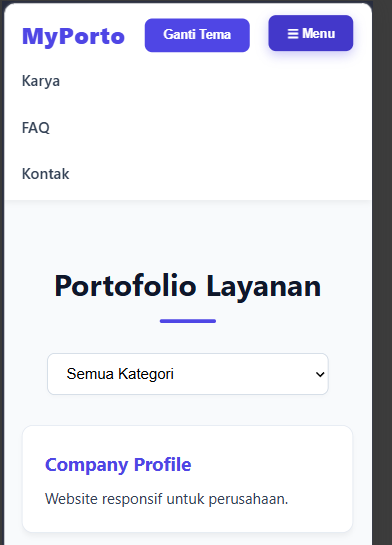 MyPorto
Ganti Tema
☰ Menu
Karya
FAQ
Kontak
Portofolio Layanan
Semua Kategori
Company Profile
Website responsif untuk perusahaan.